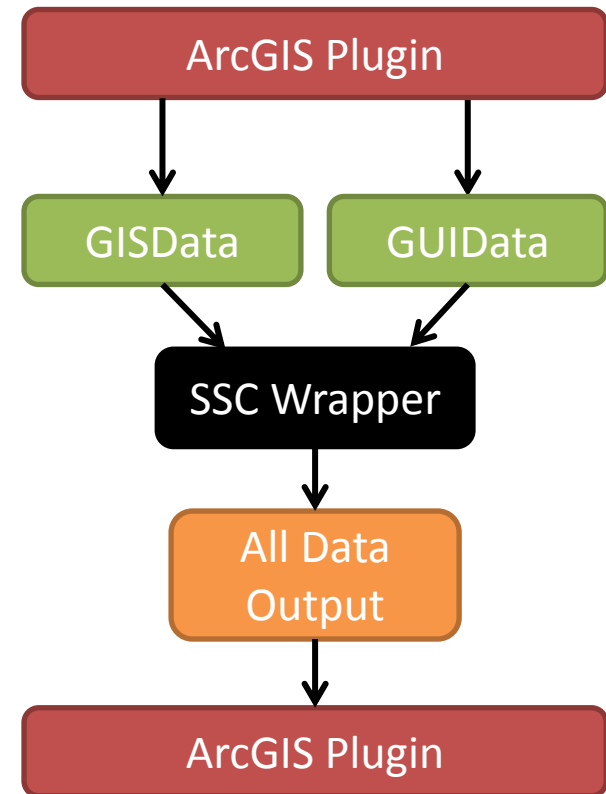 ArcGIS Plugin
GISData
GUIData
SSC Wrapper
All Data
Output
ArcGIS Plugin